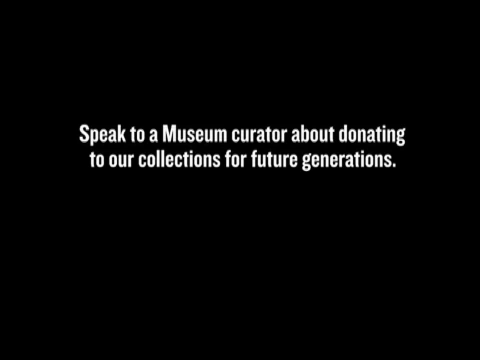 Speak to a Museum curator about donating
to our collections for future generations.